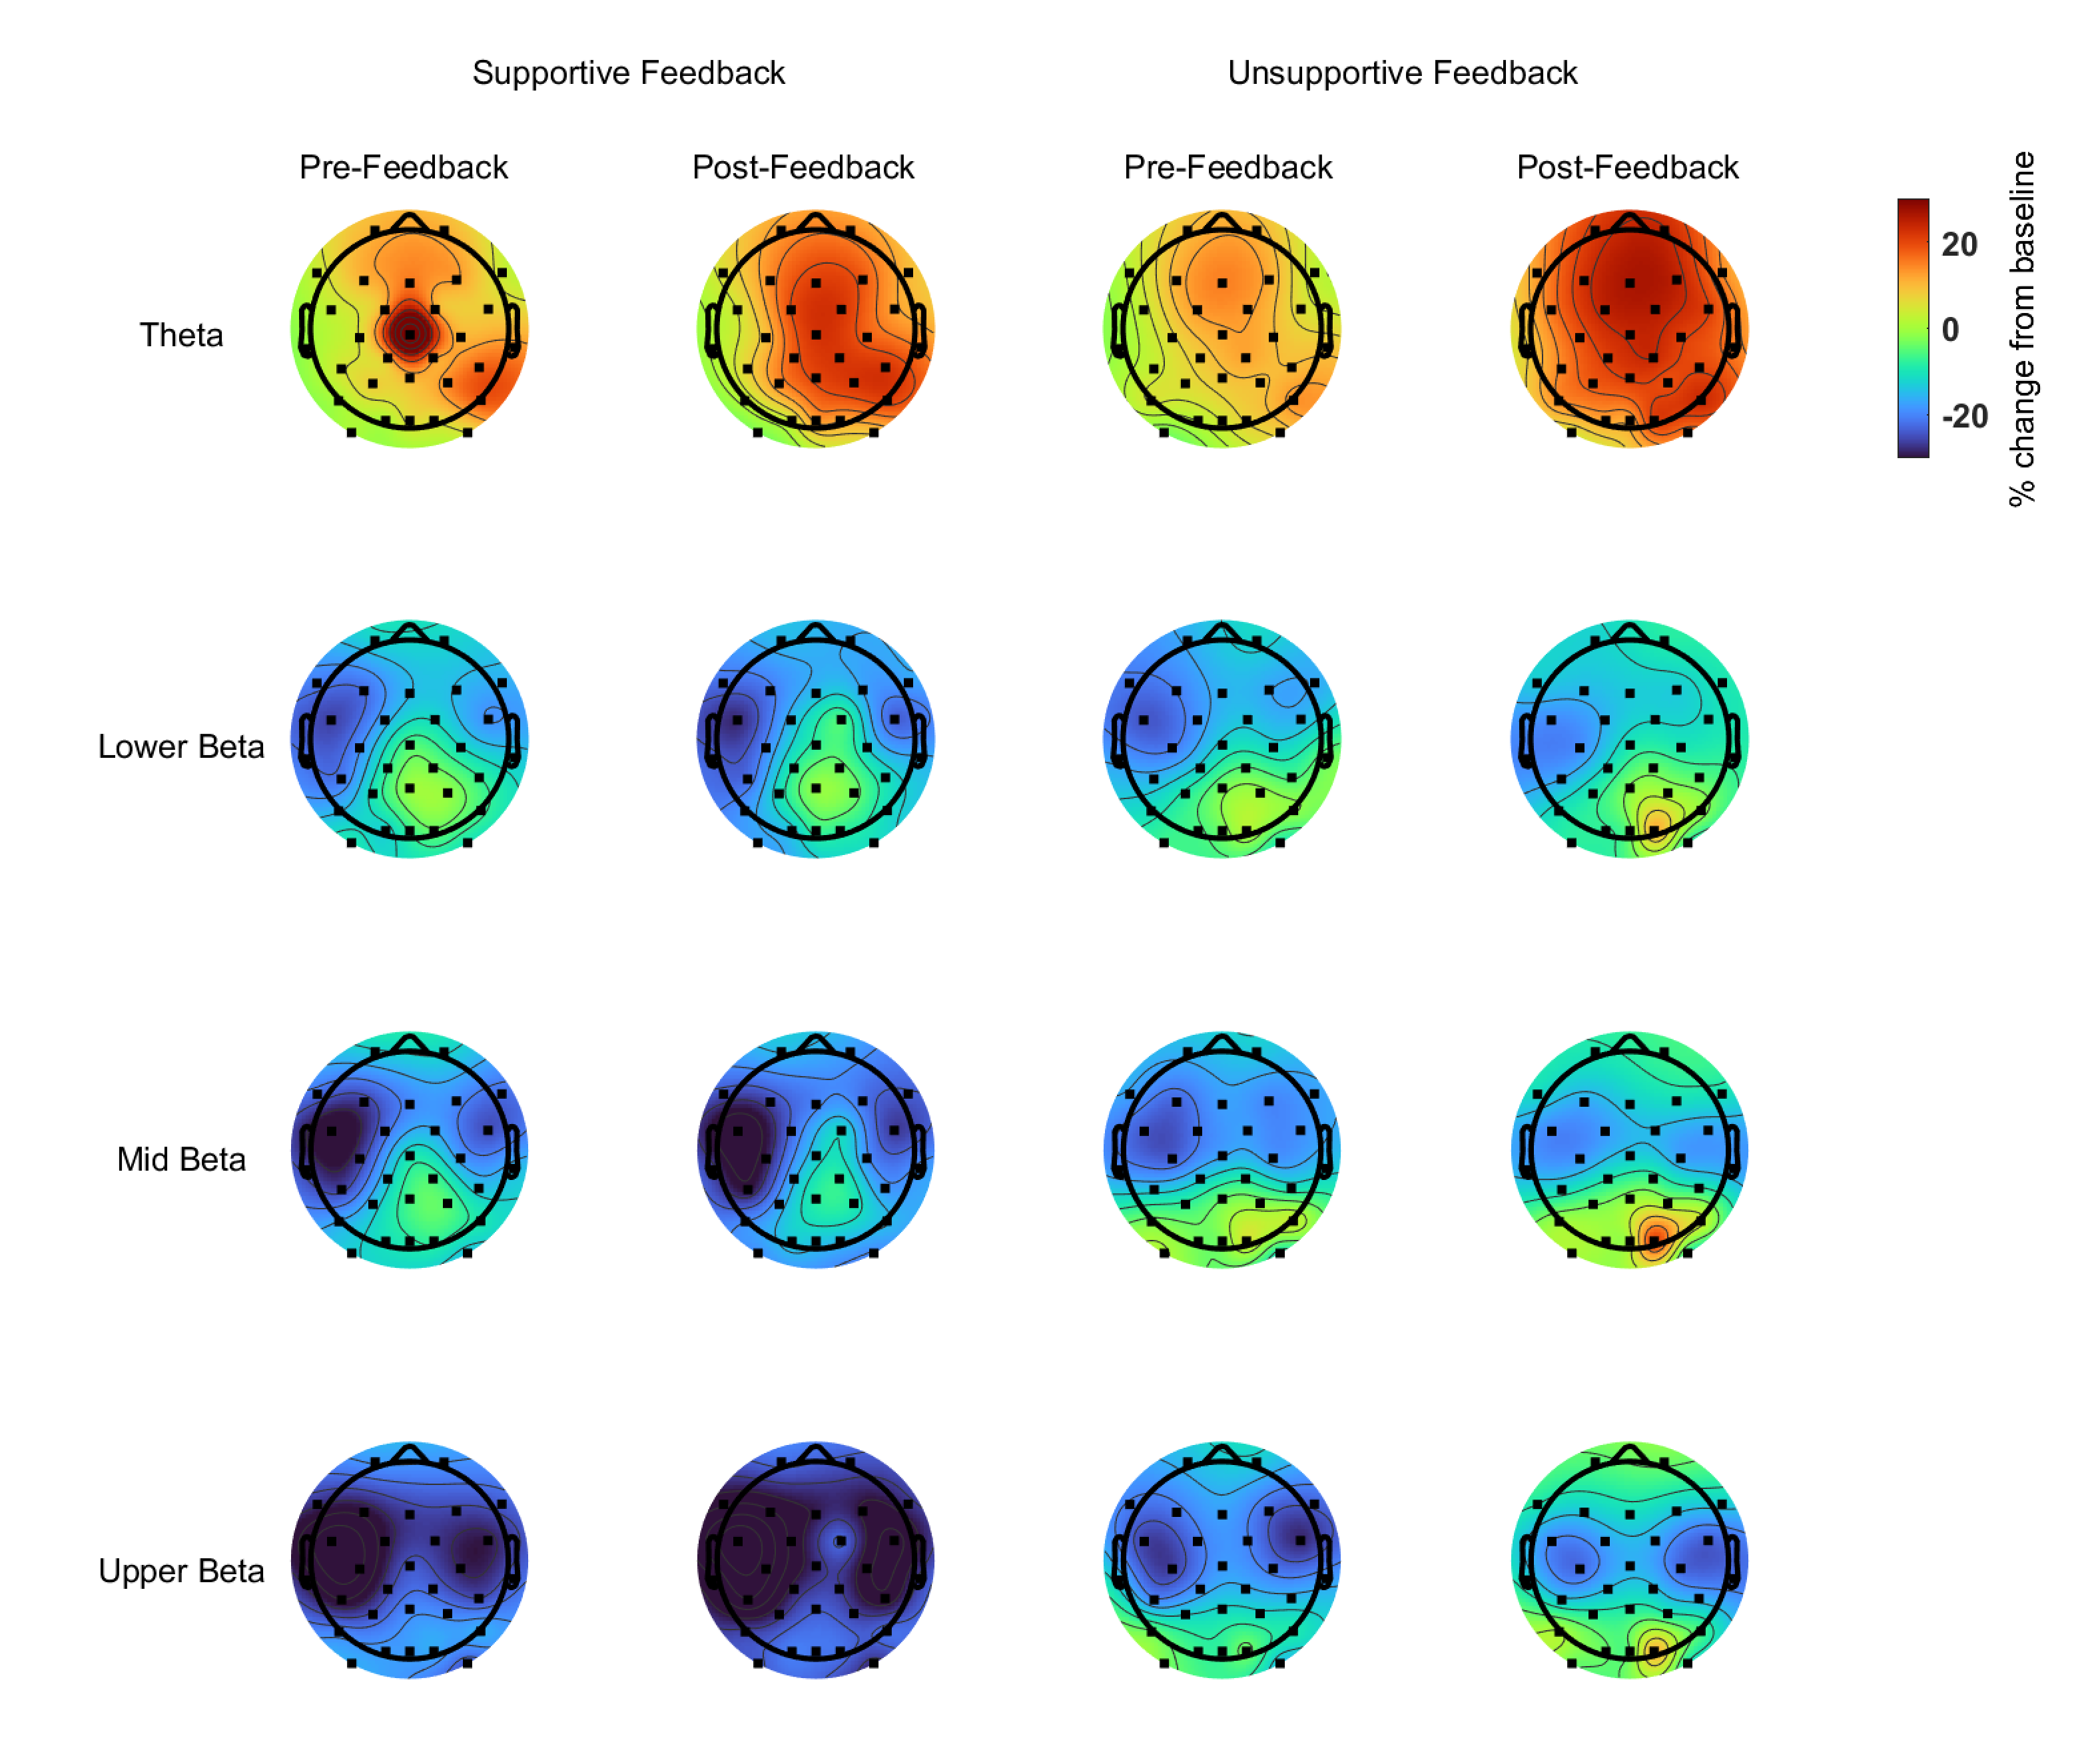 Supportive Feedback
Unsupportive Feedback
Pre-Feedback
Post-Feedback
Pre-Feedback
Post-Feedback
Theta
20
0
-20
% change from baseline
Lower Beta
Mid Beta
Upper Beta